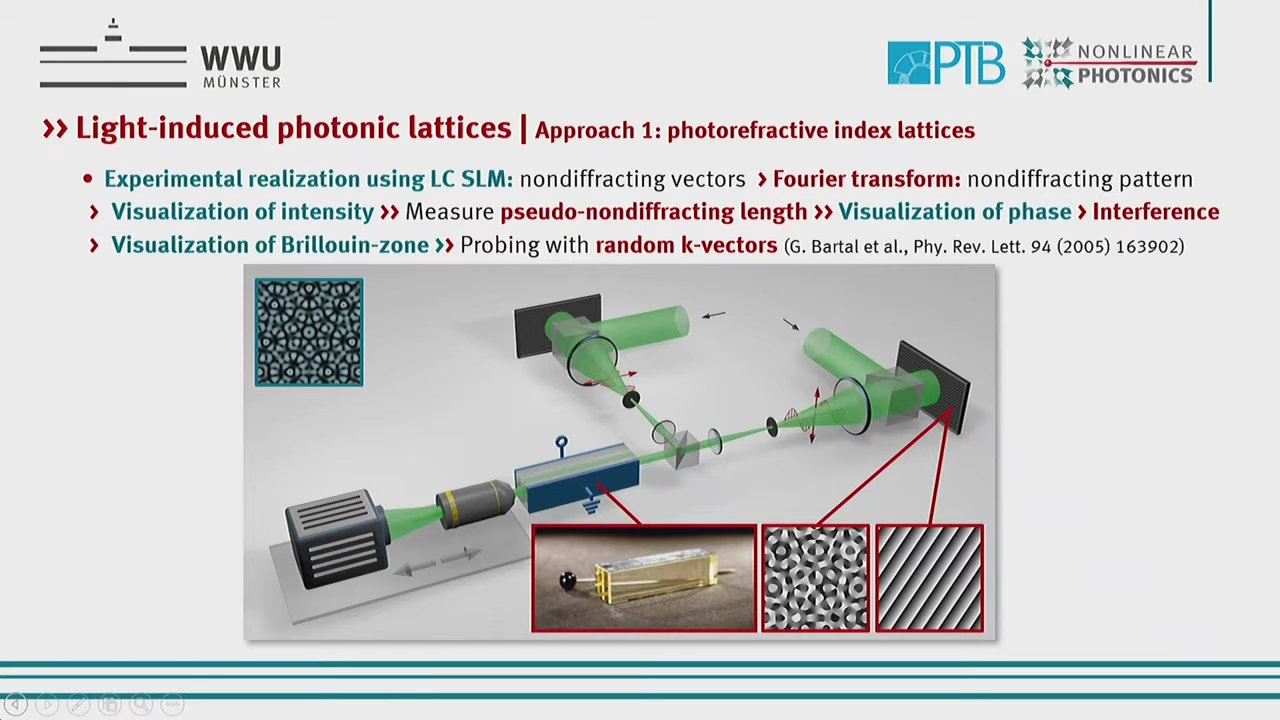 WWU
MÜNSTER
PTB
NONLINEAR
PHOTONICS
›› Light-induced photonic lattices | Approach 1: photorefractive index lattices
• Experimental realization using LC SLM: nondiffracting vectors › Fourier transform: nondiffracting pattern
› Visualization of intensity ›› Measure pseudo-nondiffracting length ›› Visualization of phase › Interference
› Visualization of Brillouin-zone ›› Probing with random k-vectors (G. Bartal et al., Phy. Rev. Lett. 94 (2005) 163902)